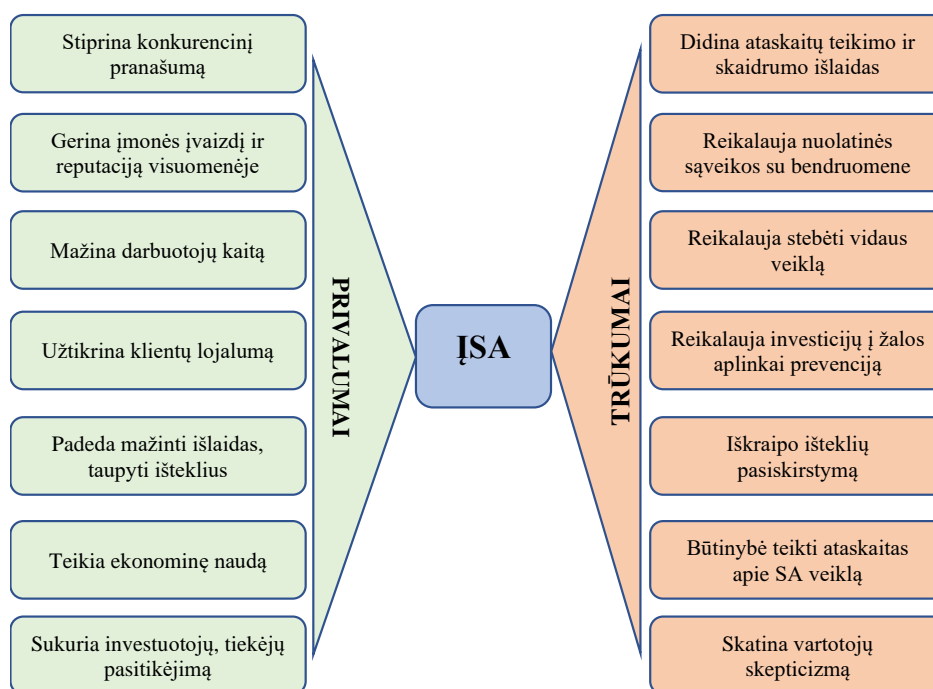 Stiprina konkurencinį
pranašumą
Gerina įmonės įvaizdį ir
reputaciją visuomenėje
Mažina darbuotojų kaitą
Užtikrina klientų lojalumą
Padeda mažinti išlaidas,
taupyti išteklius
Teikia ekonominę naudą
Sukuria investuotojų, tiekėjų
pasitikėjimą
PRIVALUMAI
ĮSA
TRŪKUMAI
Didina ataskaitų teikimo ir
skaidrumo išlaidas
Reikalauja nuolatinės
sąveikos su bendruomene
Reikalauja stebėti vidaus
veiklą
Reikalauja investicijų į žalos
aplinkai prevenciją
Iškraipo išteklių
pasiskirstymą
Būtinybė teikti ataskaitas
apie SA veiklą
Skatina vartotojų
skepticizmą